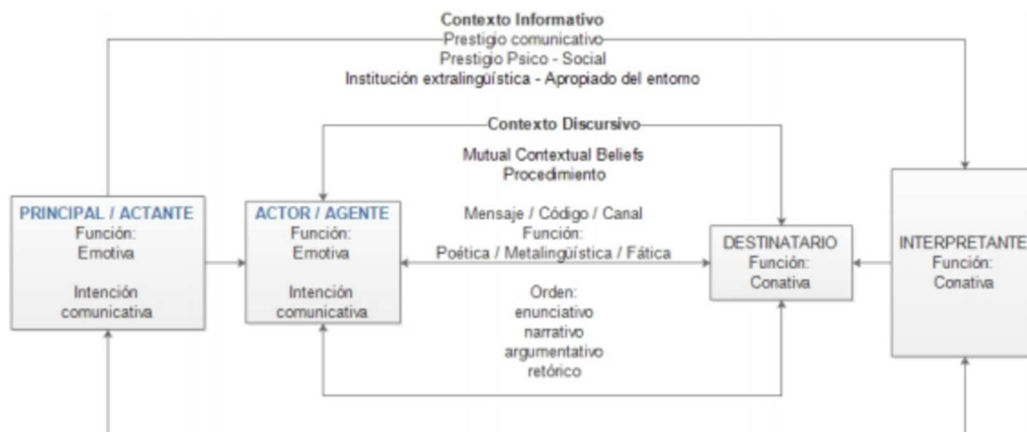 Contexto Informativo
Prestigio comunicativo
Prestigio Psico - Social
Institución extralingüística - Apropiado del entorno
Contexto Discursivo
Mutual Contextual Beliefs
Procedimiento
PRINCIPAL / ACTANTE
Función:
Emotiva
Intención
comunicativa
ACTOR / AGENTE
Función:
Emotiva
Intención
comunicativa
Mensaje / Código / Canal
Función:
Poética / Metalingüística / Fática
Orden:
enunciativo
narrativo
argumentativo
retórico
DESTINATARIO
Función:
Conativa
INTERPRETANTE
Función:
Conativa